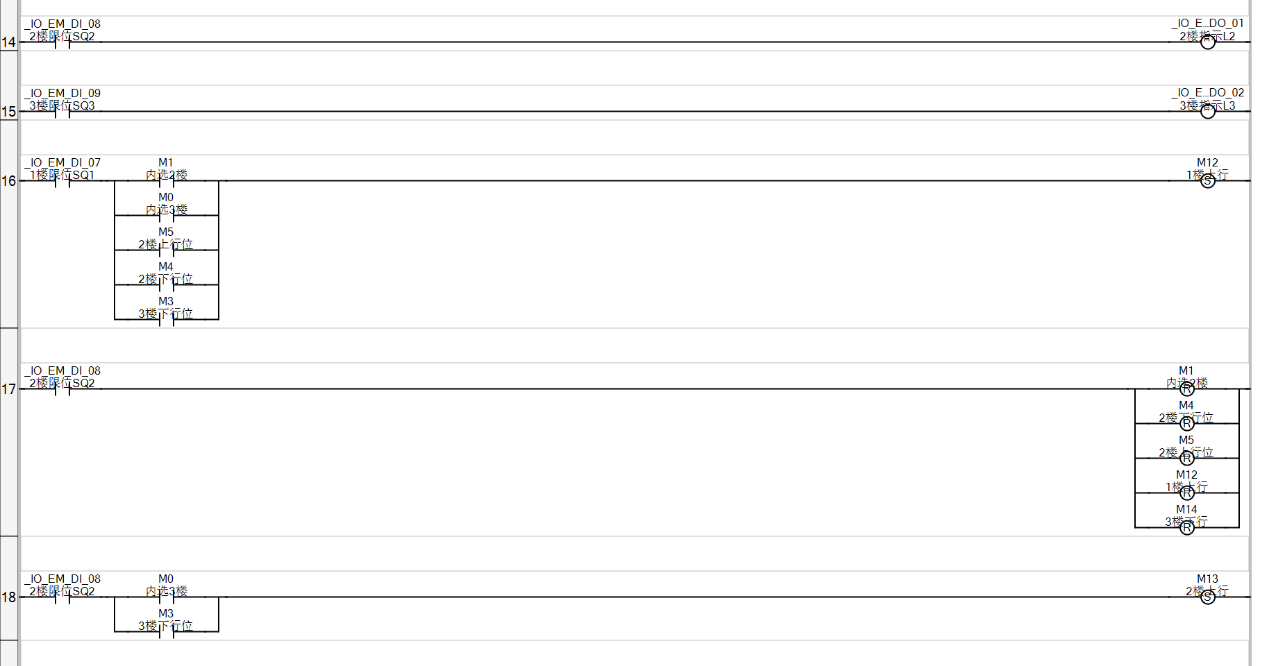 _IO_EM_DI_08
2楼限位SQ2
_IO_E...DO_01
2楼指示L2
14
_IO_EM_DI_09
3楼限位SQ3
_IO_E...DO_02
3楼指示L3
15
_IO_EM_DI_07
1楼限位SQ1
M1
内选2楼
M12
1楼上行
S
16
M0
内选3楼
M5
2楼上行位
M4
2楼下行位
M3
3楼下行位
_IO_EM_DI_08
2楼限位SQ2
M1
内选2楼
R
17
M4
2楼下行位
R
M5
2楼上行位
R
M12
1楼上行
R
M14
3楼下行
R
_IO_EM_DI_08
2楼限位SQ2
M0
内选3楼
M13
2楼上行
S
18
M3
3楼下行位